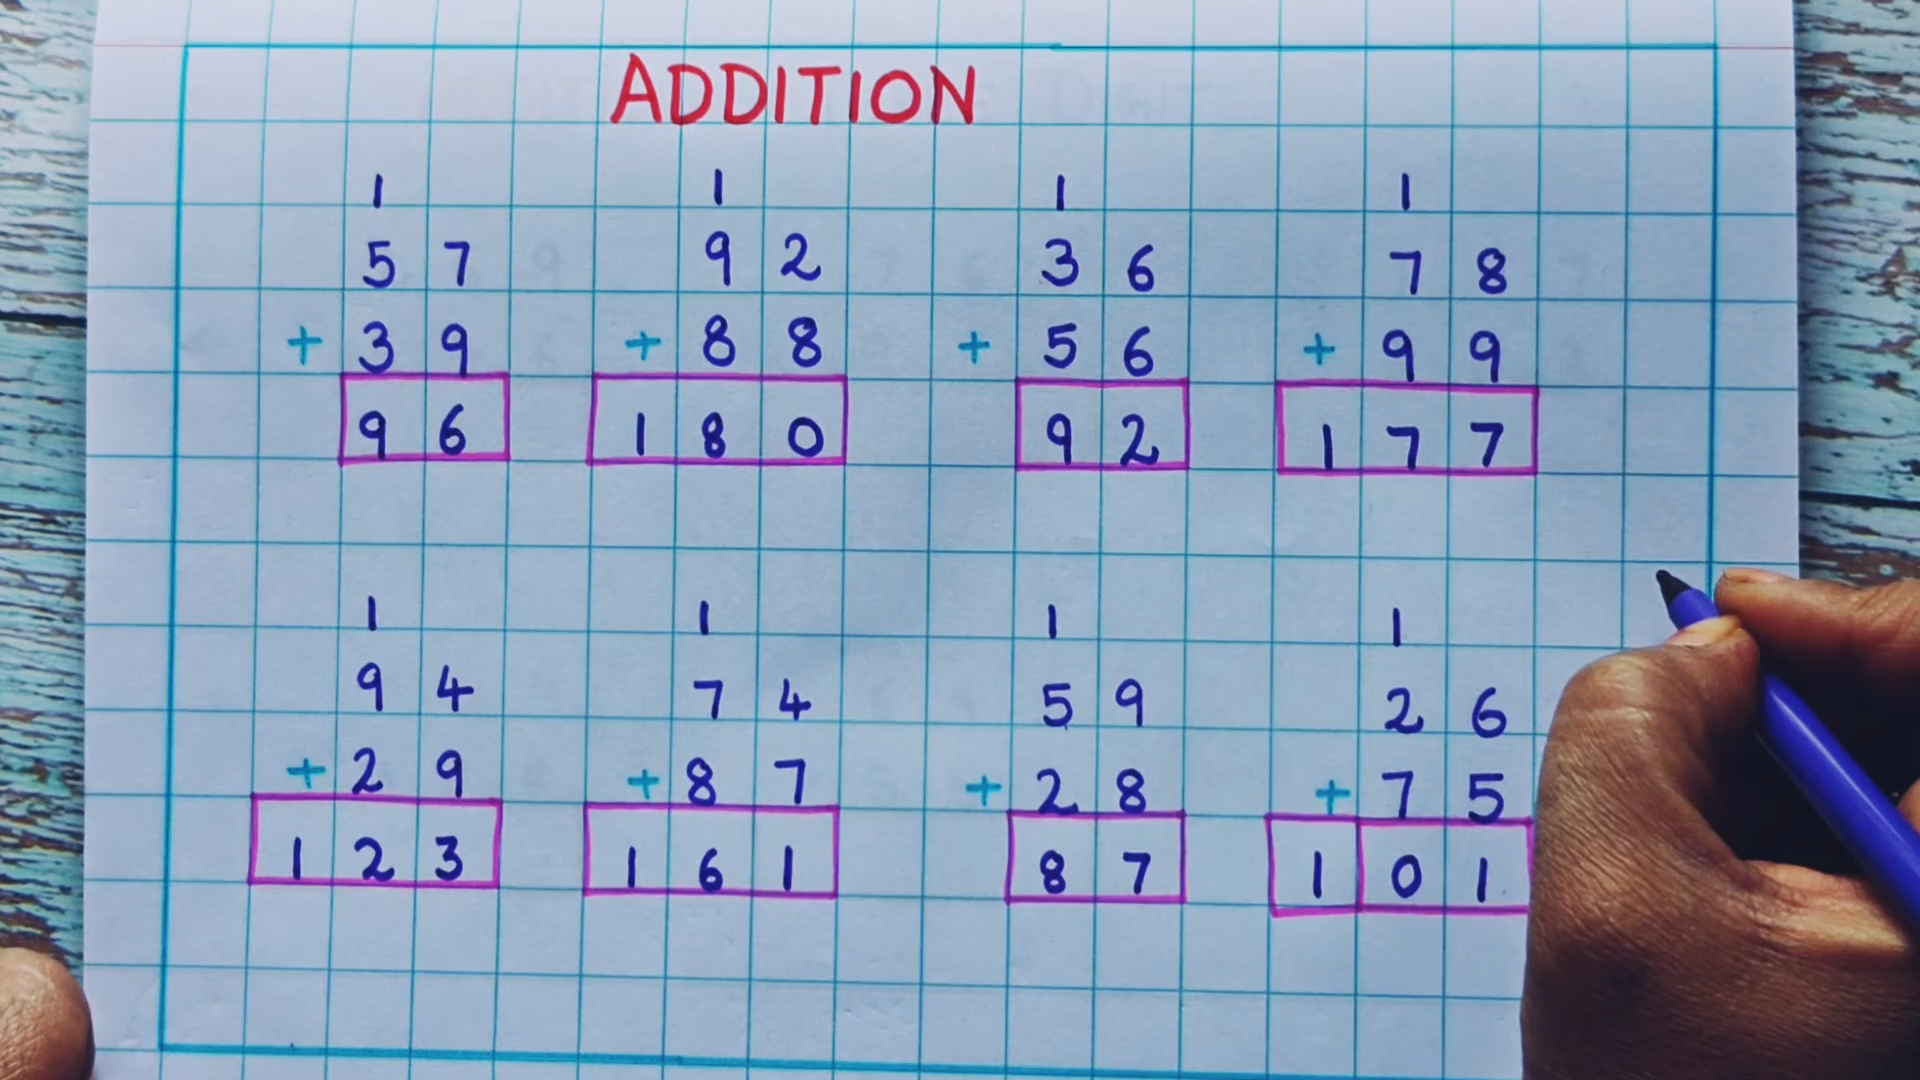 ADDITION
1 1 1 1
5 7 9 2 3 6 7 8
+ 3 9 + 8 8 + 5 6 + 9 9
9 6 1 8 0 9 2 1 7 7
1 1 1 1
9 4 7 4 5 9 2 6
+ 2 9 + 8 7 + 2 8 + 7 5
1 2 3 1 6 1 8 7 1 0 1